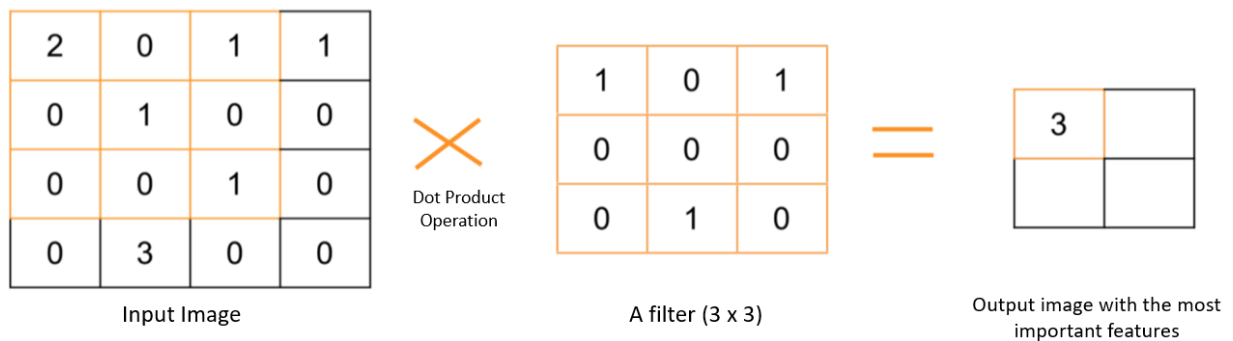 2 0 1 1
0 1 0 0
0 0 1 0
0 3 0 0
Input Image
Dot Product
Operation
1 0 1
0 0 0
0 1 0
A filter (3 x 3)
3
Output image with the most
important features